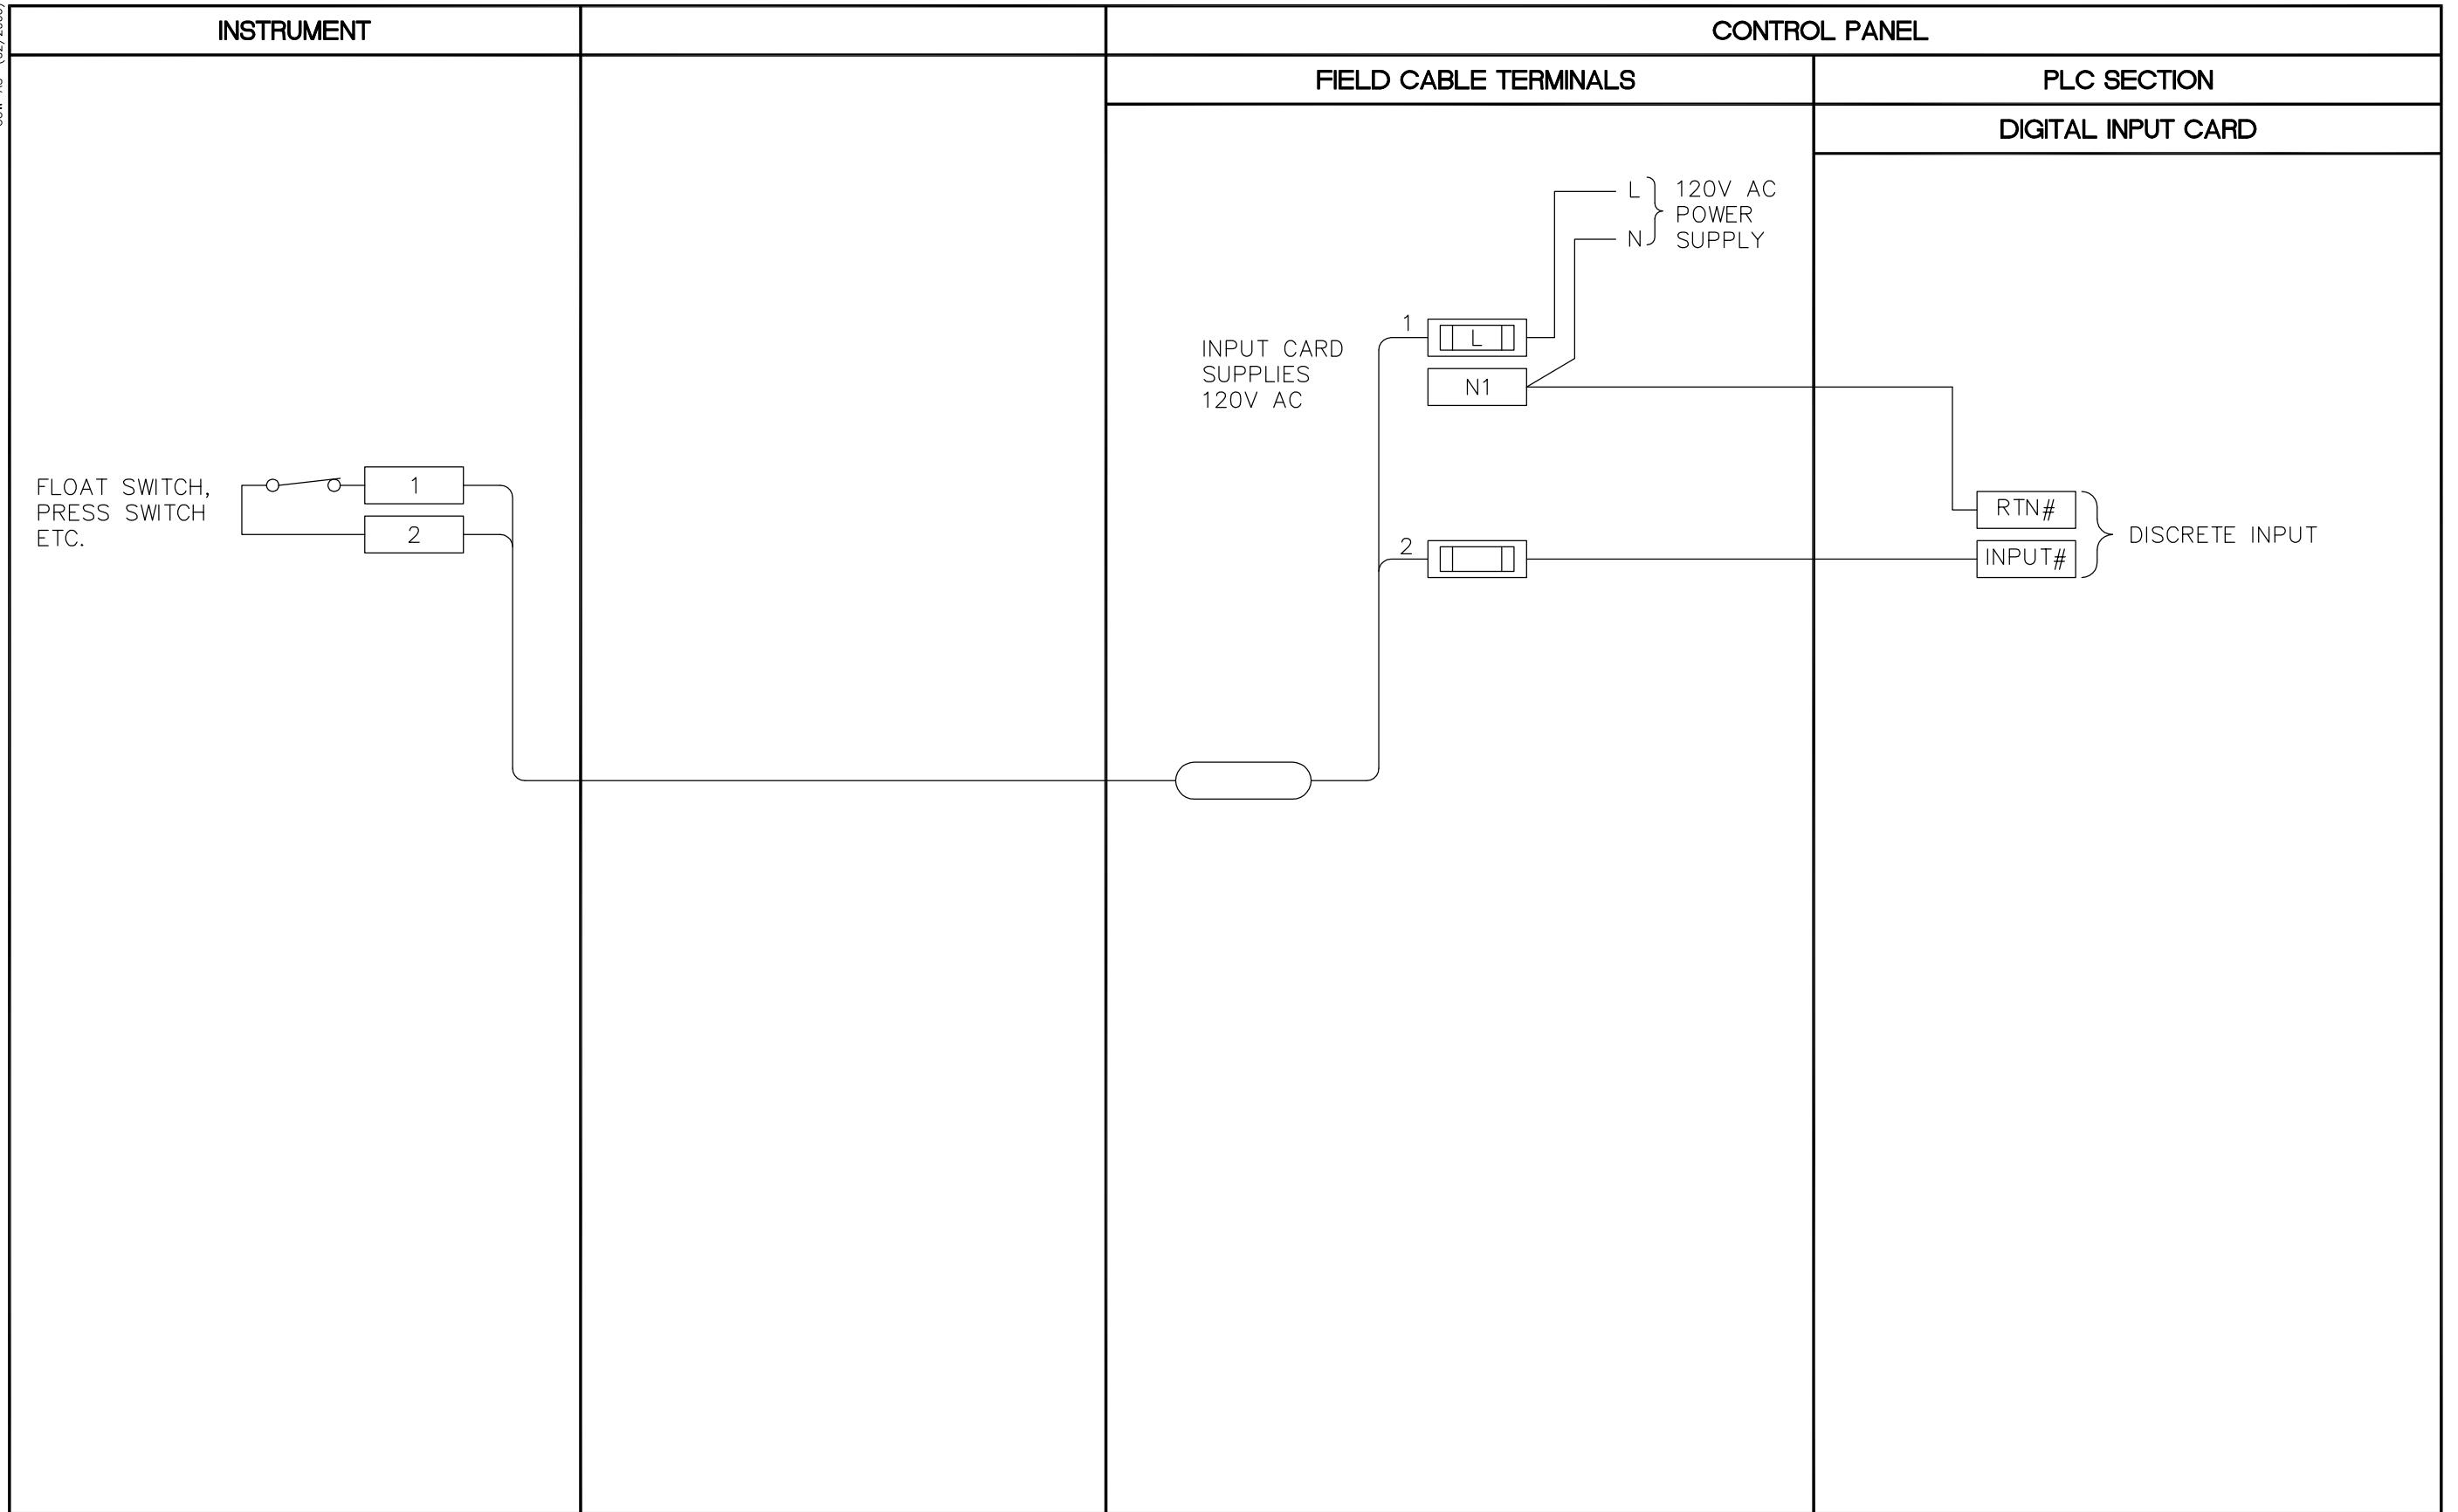 INSTRUMENT
CONTROL PANEL
FIELD CABLE TERMINALS
PLC SECTION
DIGITAL INPUT CARD
L
N
120V AC
POWER
SUPPLY
1
L
N1
INPUT CARD
SUPPLIES
120V AC
FLOAT SWITCH,
PRESS SWITCH
ETC.
1
2
2
RTN#
INPUT#
DISCRETE INPUT